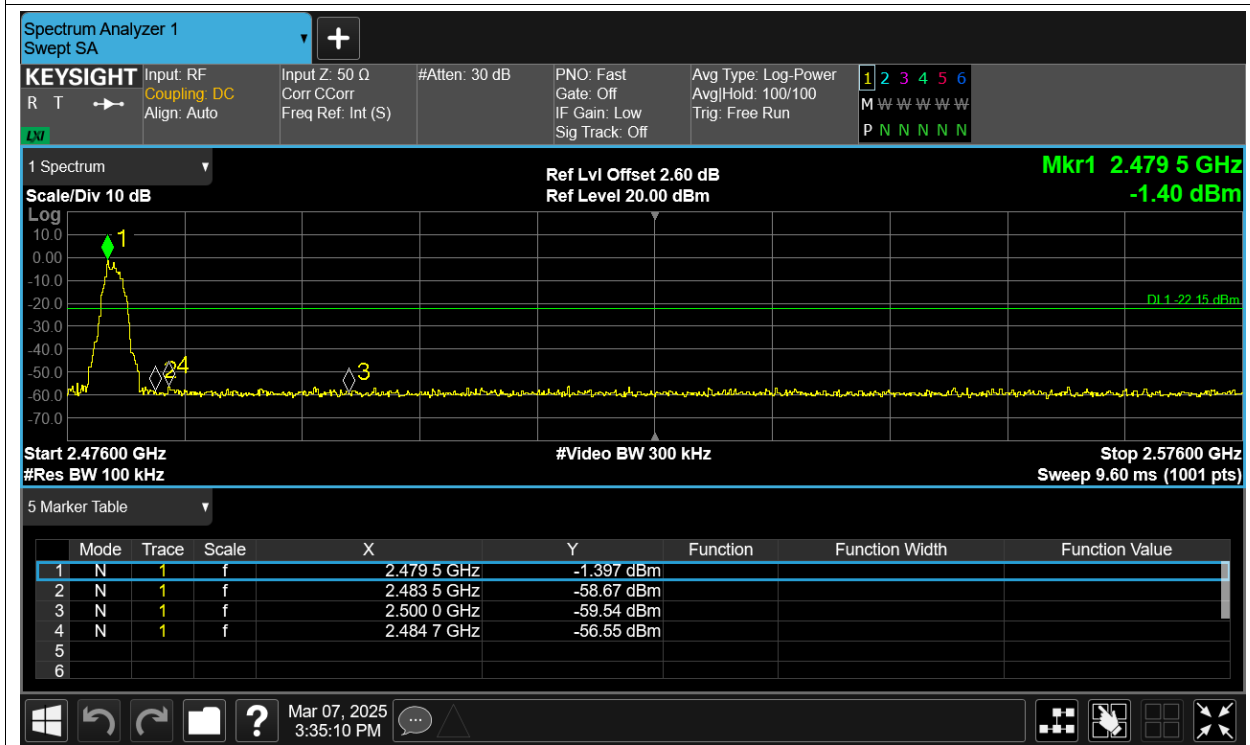 Spectrum Analyzer 1
Swept SA
KEYSIGHT
R T
LXI
Input: RF
Coupling: DC
Align: Auto
Input Z: 50 Ω
Corr CCorr
Freq Ref: Int (S)
#Atten: 30 dB
PNO: Fast
Gate: Off
IF Gain: Low
Sig Track: Off
Avg Type: Log-Power
Avg|Hold: 100/100
Trig: Free Run
1 2 3 4 5 6
M W W W W W
P N N N N N
1 Spectrum
Scale/Div 10 dB
Ref Lvl Offset 2.60 dB
Ref Level 20.00 dBm
Mkr1 2.479 5 GHz
-1.40 dBm
Log
10.0
0.00
-10.0
-20.0
-30.0
-40.0
-50.0
-60.0
-70.0
1
2
4
3
DL1 -22.15 dBm
Start 2.47600 GHz
#Res BW 100 kHz
#Video BW 300 kHz
Stop 2.57600 GHz
Sweep 9.60 ms (1001 pts)
5 Marker Table
Mode Trace Scale X Y Function Function Width Function Value
1 N 1 f 2.479 5 GHz -1.397 dBm
2 N 1 f 2.483 5 GHz -58.67 dBm
3 N 1 f 2.500 0 GHz -59.54 dBm
4 N 1 f 2.484 7 GHz -56.55 dBm
5
6
?
Mar 07, 2025
3:35:10 PM